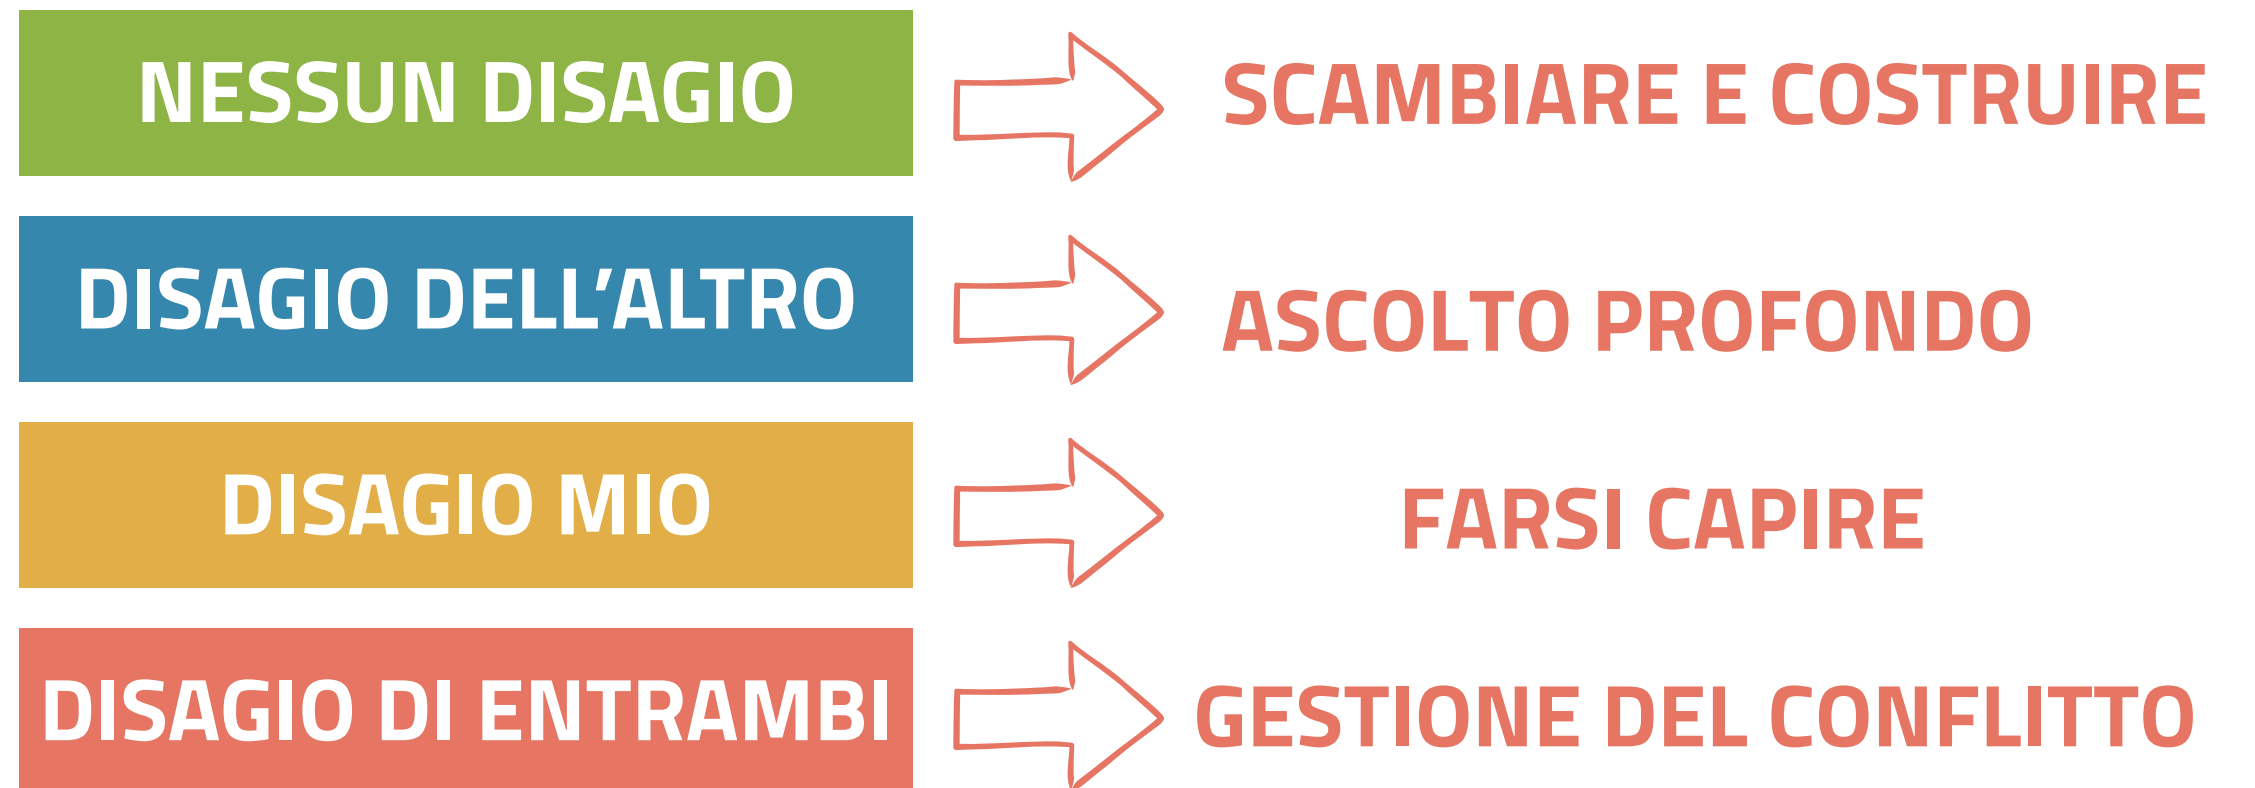 NESSUN DISAGIO
SCAMBIARE E COSTRUIRE
DISAGIO DELL'ALTRO
ASCOLTO PROFONDO
DISAGIO MIO
FARSI CAPIRE
DISAGIO DI ENTRAMBI
GESTIONE DEL CONFLITTO